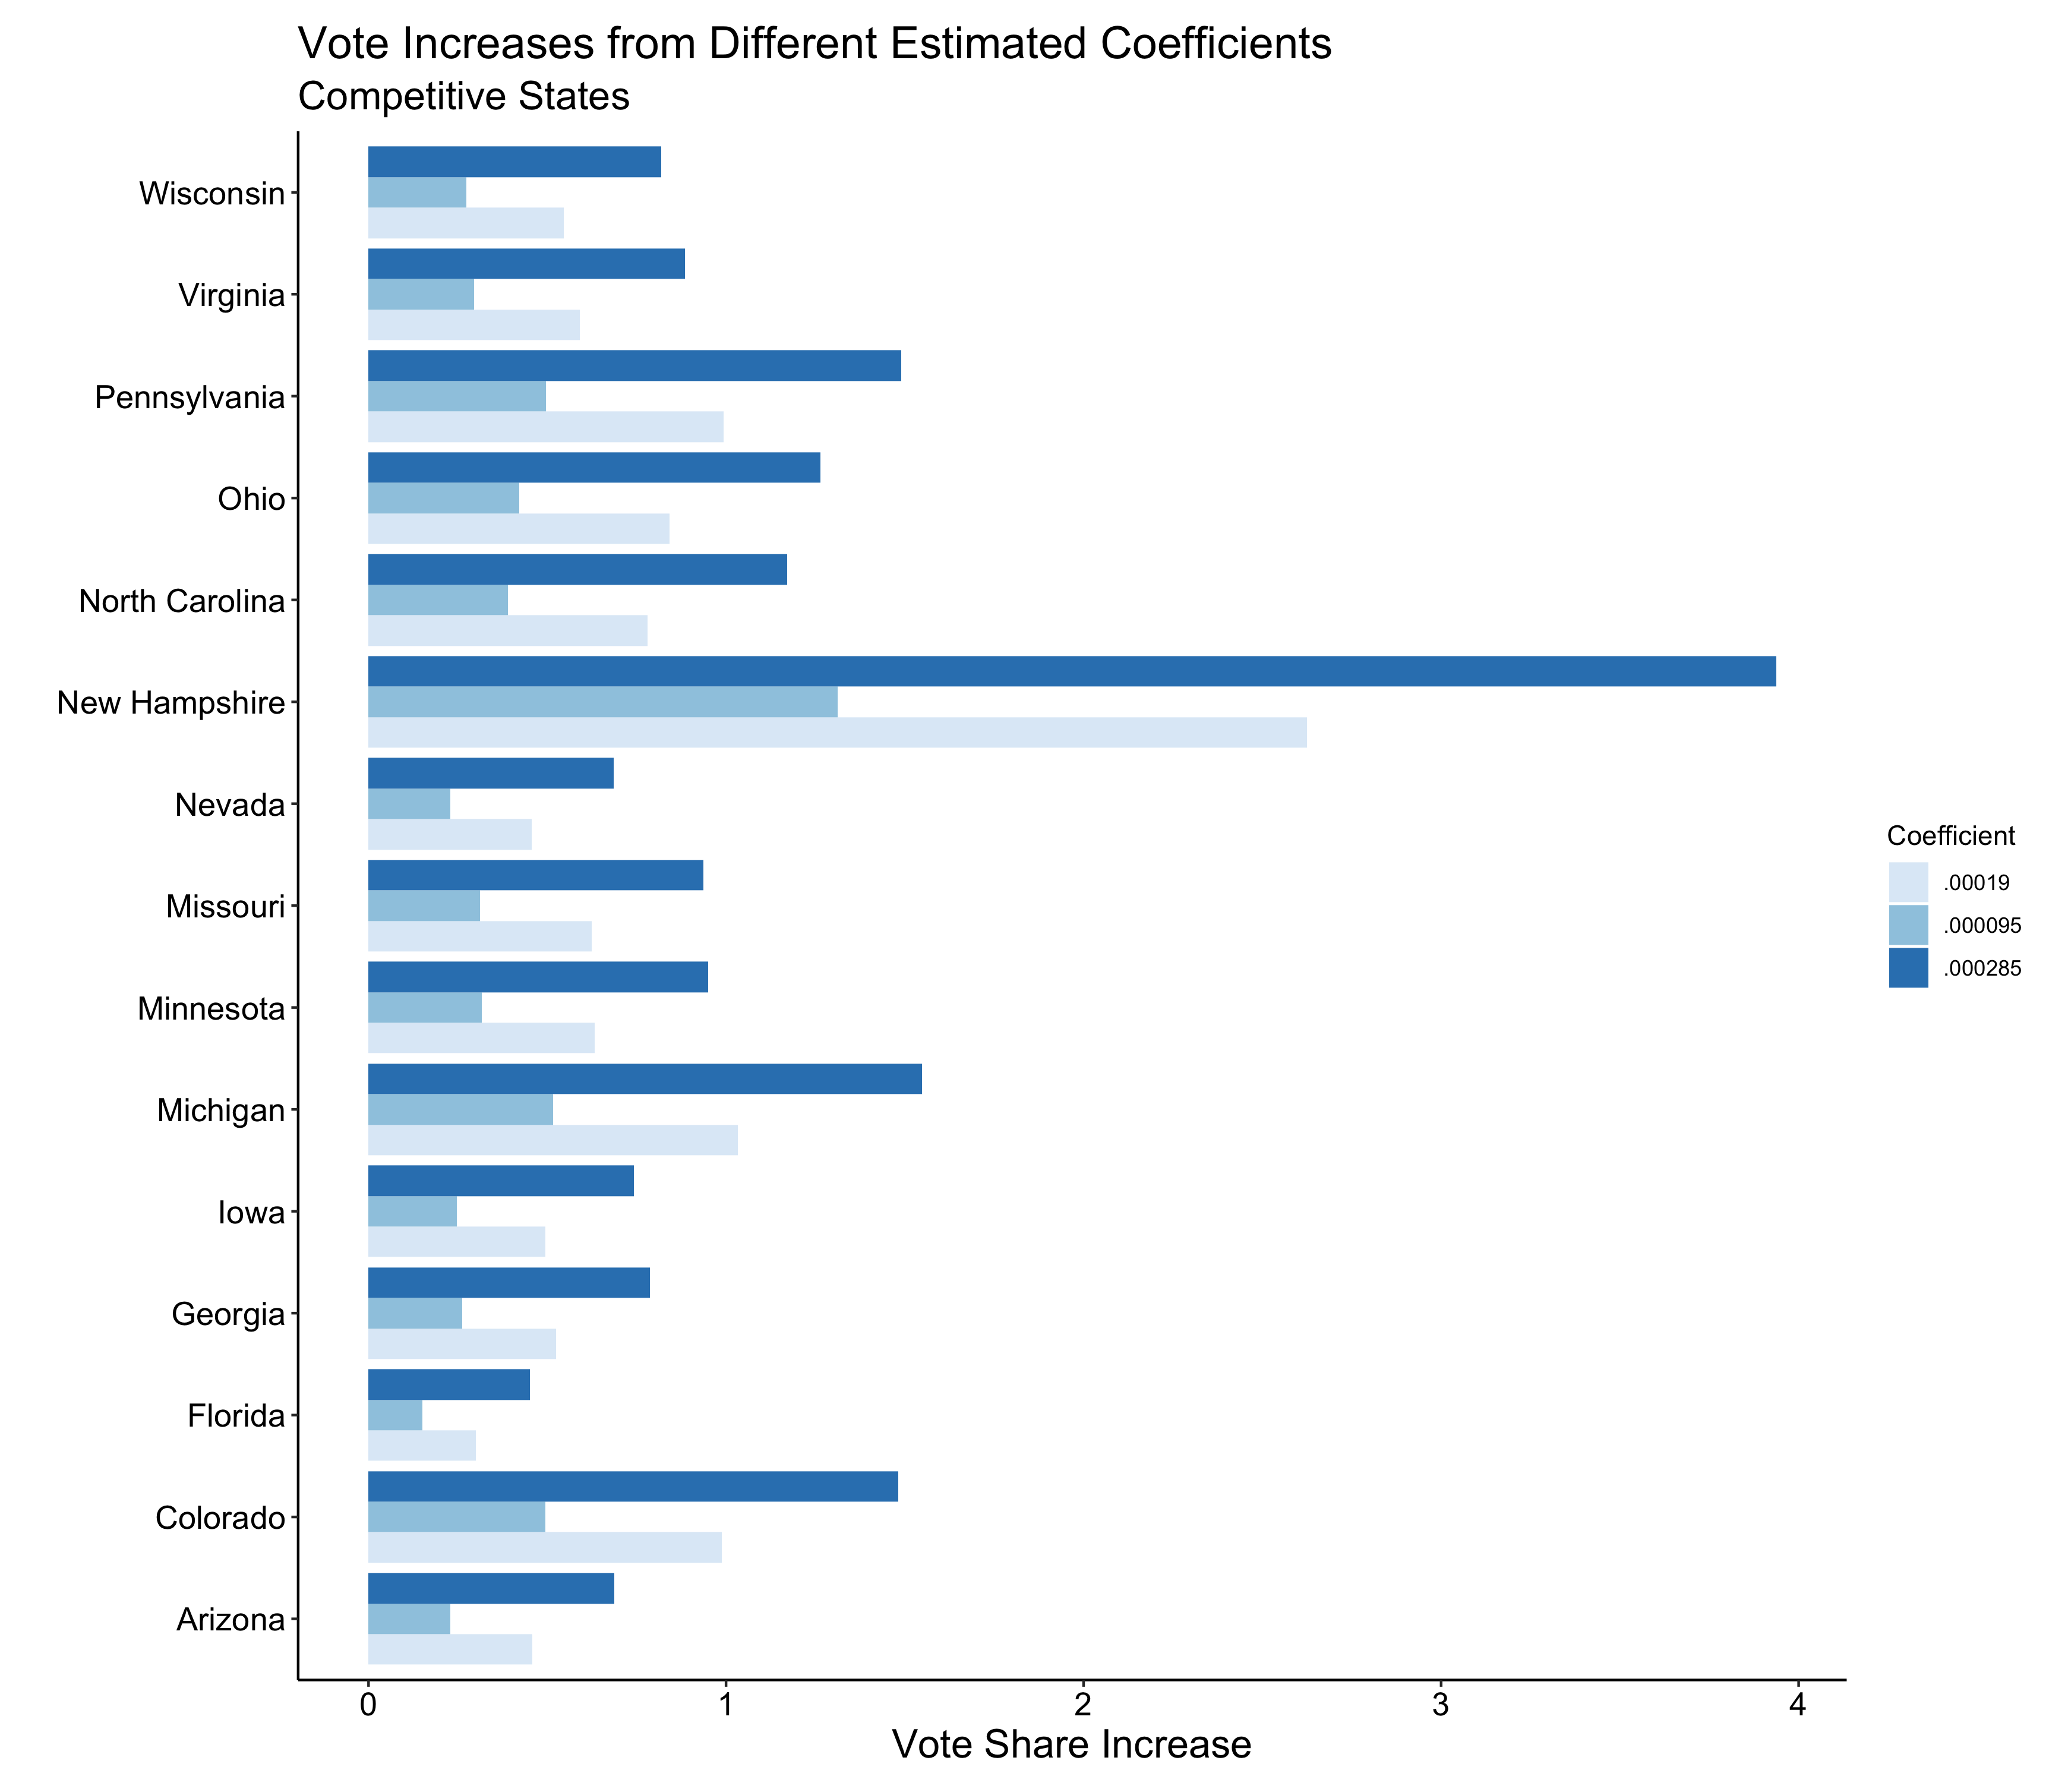 Vote Increases from Different Estimated Coefficients
Competitive States
Wisconsin
Virginia
Pennsylvania
Ohio
North Carolina
New Hampshire
Nevada
Missouri
Minnesota
Michigan
Iowa
Georgia
Florida
Colorado
Arizona
0 1 2 3 4
Vote Share Increase
Coefficient
.00019
.000095
.000285